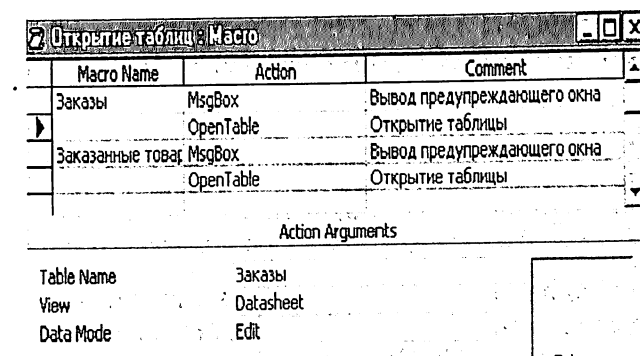 Открытие таблиц : Macro
Macro Name Action Comment
Заказы MsgBox Вывод предупреждающего окна
OpenTable Открытие таблицы
Заказанные товар MsgBox Вывод предупреждающего окна
OpenTable Открытие таблицы
Action Arguments
Table Name Заказы
View Datasheet
Data Mode Edit